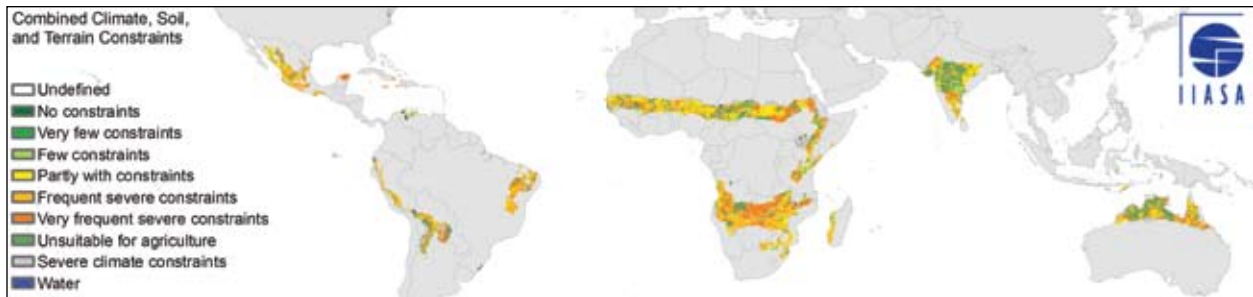 Combined Climate, Soil,
and Terrain Constraints
Undefined
No constraints
Very few constraints
Few constraints
Partly with constraints
Frequent severe constraints
Very frequent severe constraints
Unsuitable for agriculture
Severe climate constraints
Water
IIASA